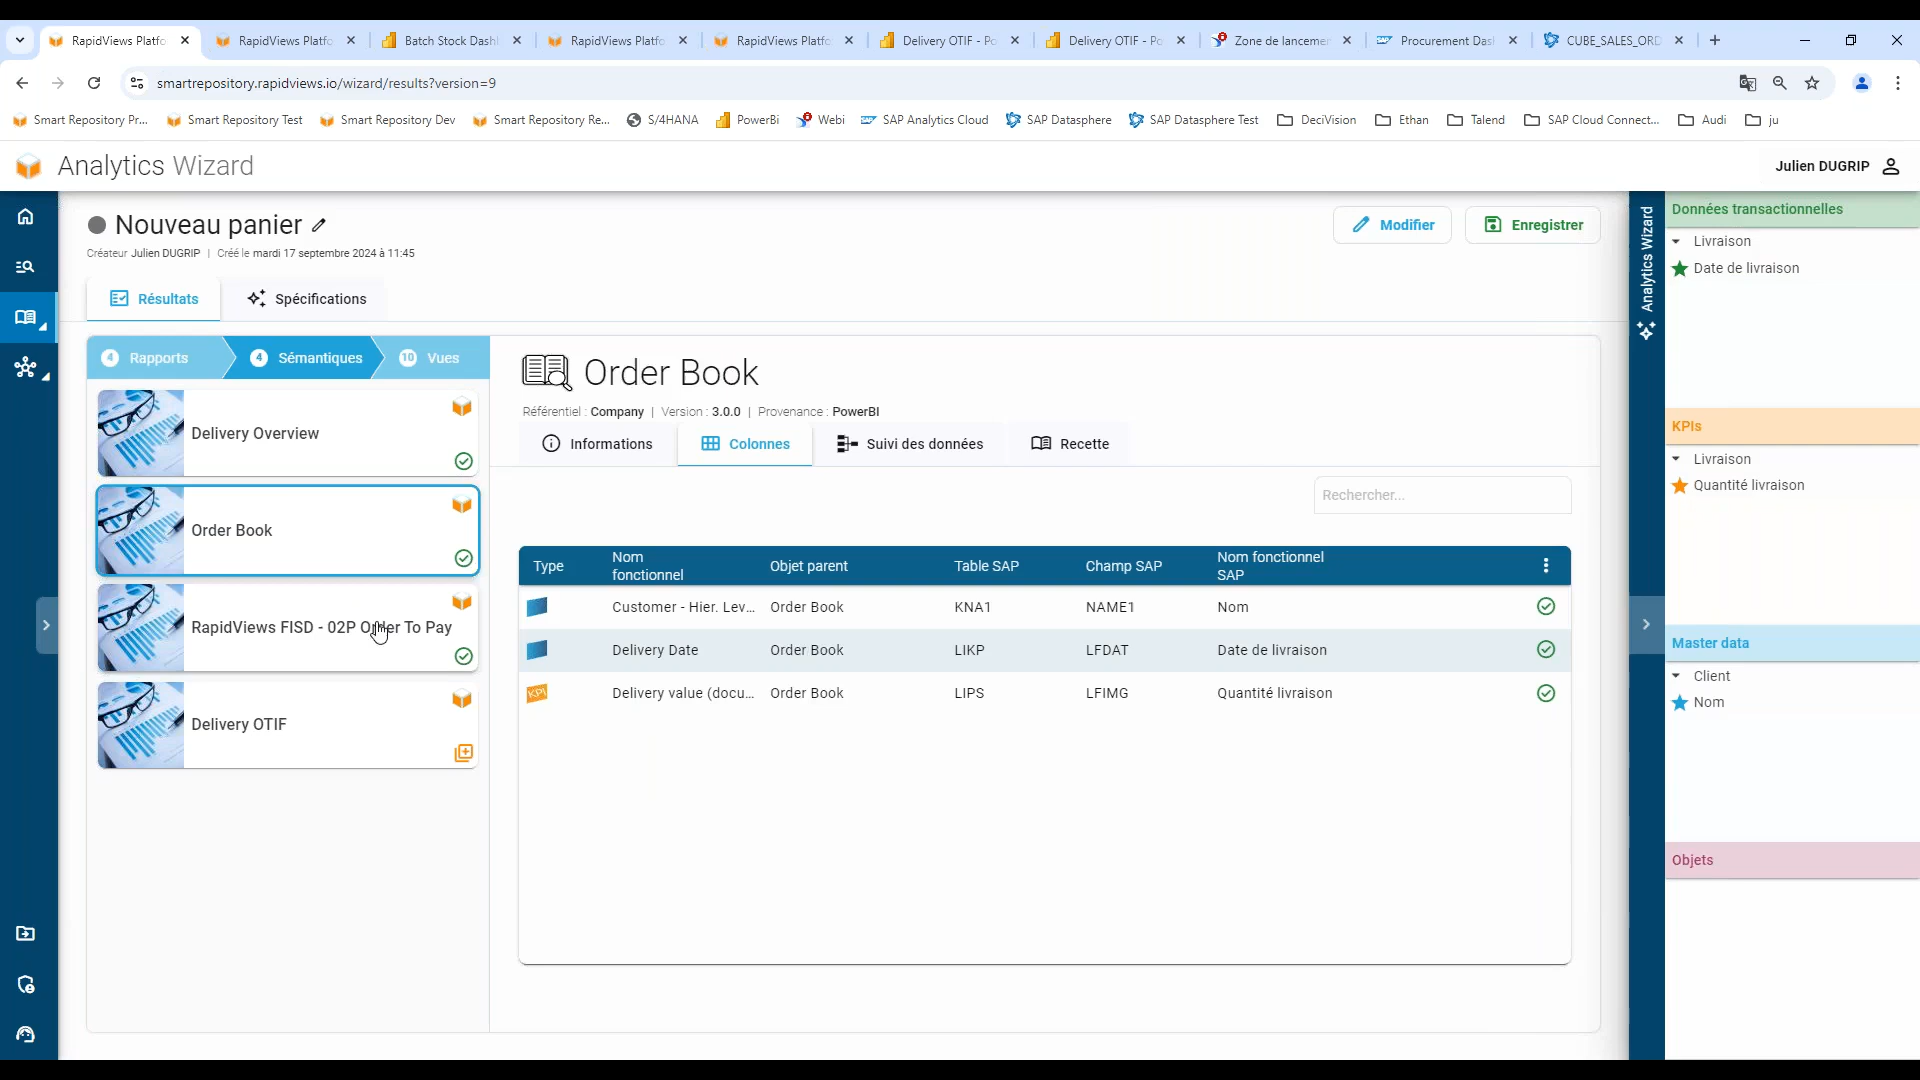 RapidViews Platfo
RapidViews Platfo
Batch Stock Dash
RapidViews Platfo
RapidViews Platfo
Delivery OTIF - Po
Delivery OTIF - Po
Zone de lancemen
Procurement Das
CUBE_SALES_ORD
smartrepository.rapidviews.io/wizard/results?version=9
Smart Repository Pr...
Smart Repository Test
Smart Repository Dev
Smart Repository Re...
S/4HANA
PowerBi
Webi
SAP Analytics Cloud
SAP Datasphere
SAP Datasphere Test
DeciVision
Ethan
Talend
SAP Cloud Connect...
Audi
ju
Analytics Wizard
Julien DUGRIP
Nouveau panier
Créateur Julien DUGRIP | Créé le mardi 17 septembre 2024 à 11:45
Modifier
Enregistrer
Résultats
Spécifications
4 Rapports
4 Sémantiques
10 Vues
Delivery Overview
Order Book
RapidViews FISD - 02P Order To Pay
Delivery OTIF
Order Book
Référentiel : Company | Version : 3.0.0 | Provenance : PowerBI
Informations
Colonnes
Suivi des données
Recette
Rechercher...
Type Nom fonctionnel Objet parent Table SAP Champ SAP Nom fonctionnel SAP
Customer - Hier. Lev... Order Book KNA1 NAME1 Nom
Delivery Date Order Book LIKP LFDAT Date de livraison
KPI Delivery value (docu... Order Book LIPS LFIMG Quantité livraison
Analytics Wizard
Données transactionnelles
Livraison
Date de livraison
KPIs
Livraison
Quantité livraison
Master data
Client
Nom
Objets